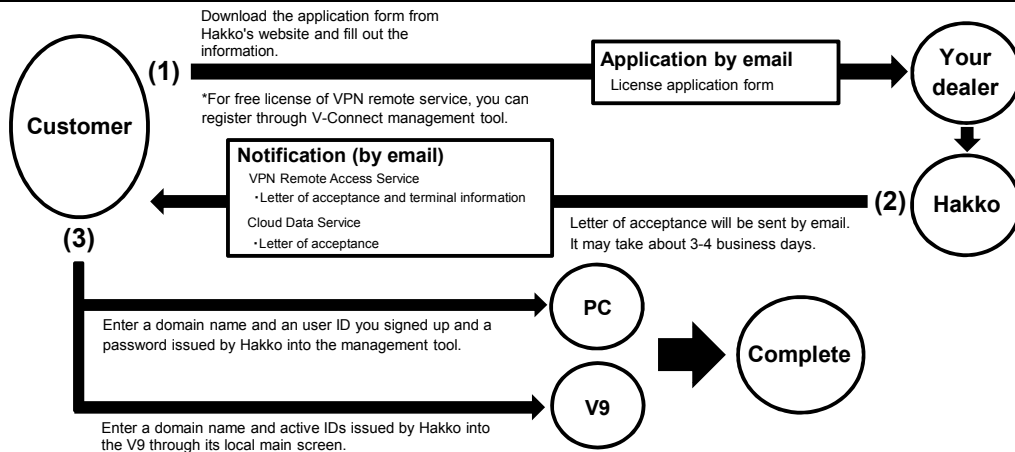 Download the application form from
Hakko's website and fill out the
information.
(1)
Application by email
License application form
Your
dealer
Customer
*For free license of VPN remote service, you can
register through V-Connect management tool.
Notification (by email)
VPN Remote Access Service
・Letter of acceptance and terminal information
Cloud Data Service
・Letter of acceptance
(2)
Hakko
Letter of acceptance will be sent by email.
It may take about 3-4 business days.
(3)
PC
Enter a domain name and an user ID you signed up and a
password issued by Hakko into the management tool.
Complete
V9
Enter a domain name and active IDs issued by Hakko into
the V9 through its local main screen.